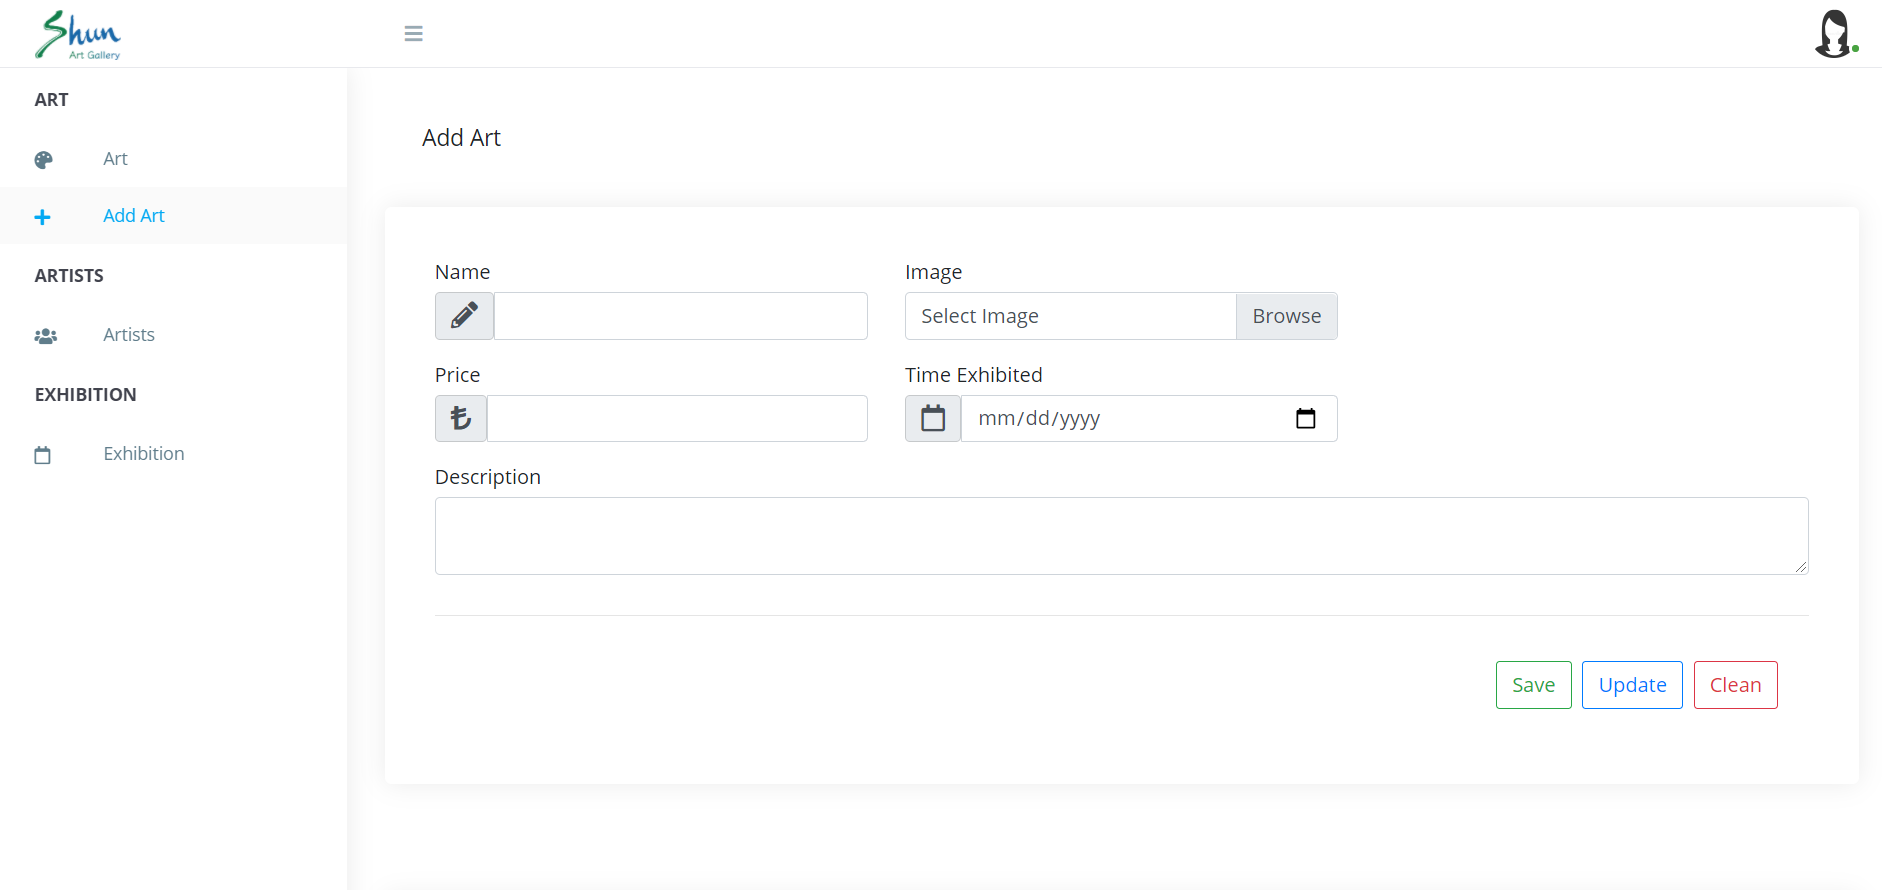 Shun
Art Gallery
ART
Art
Add Art
ARTISTS
Artists
EXHIBITION
Exhibition
Add Art
Name
Image
Select Image
Browse
Price
Time Exhibited
mm/dd/yyyy
Description
Save
Update
Clean